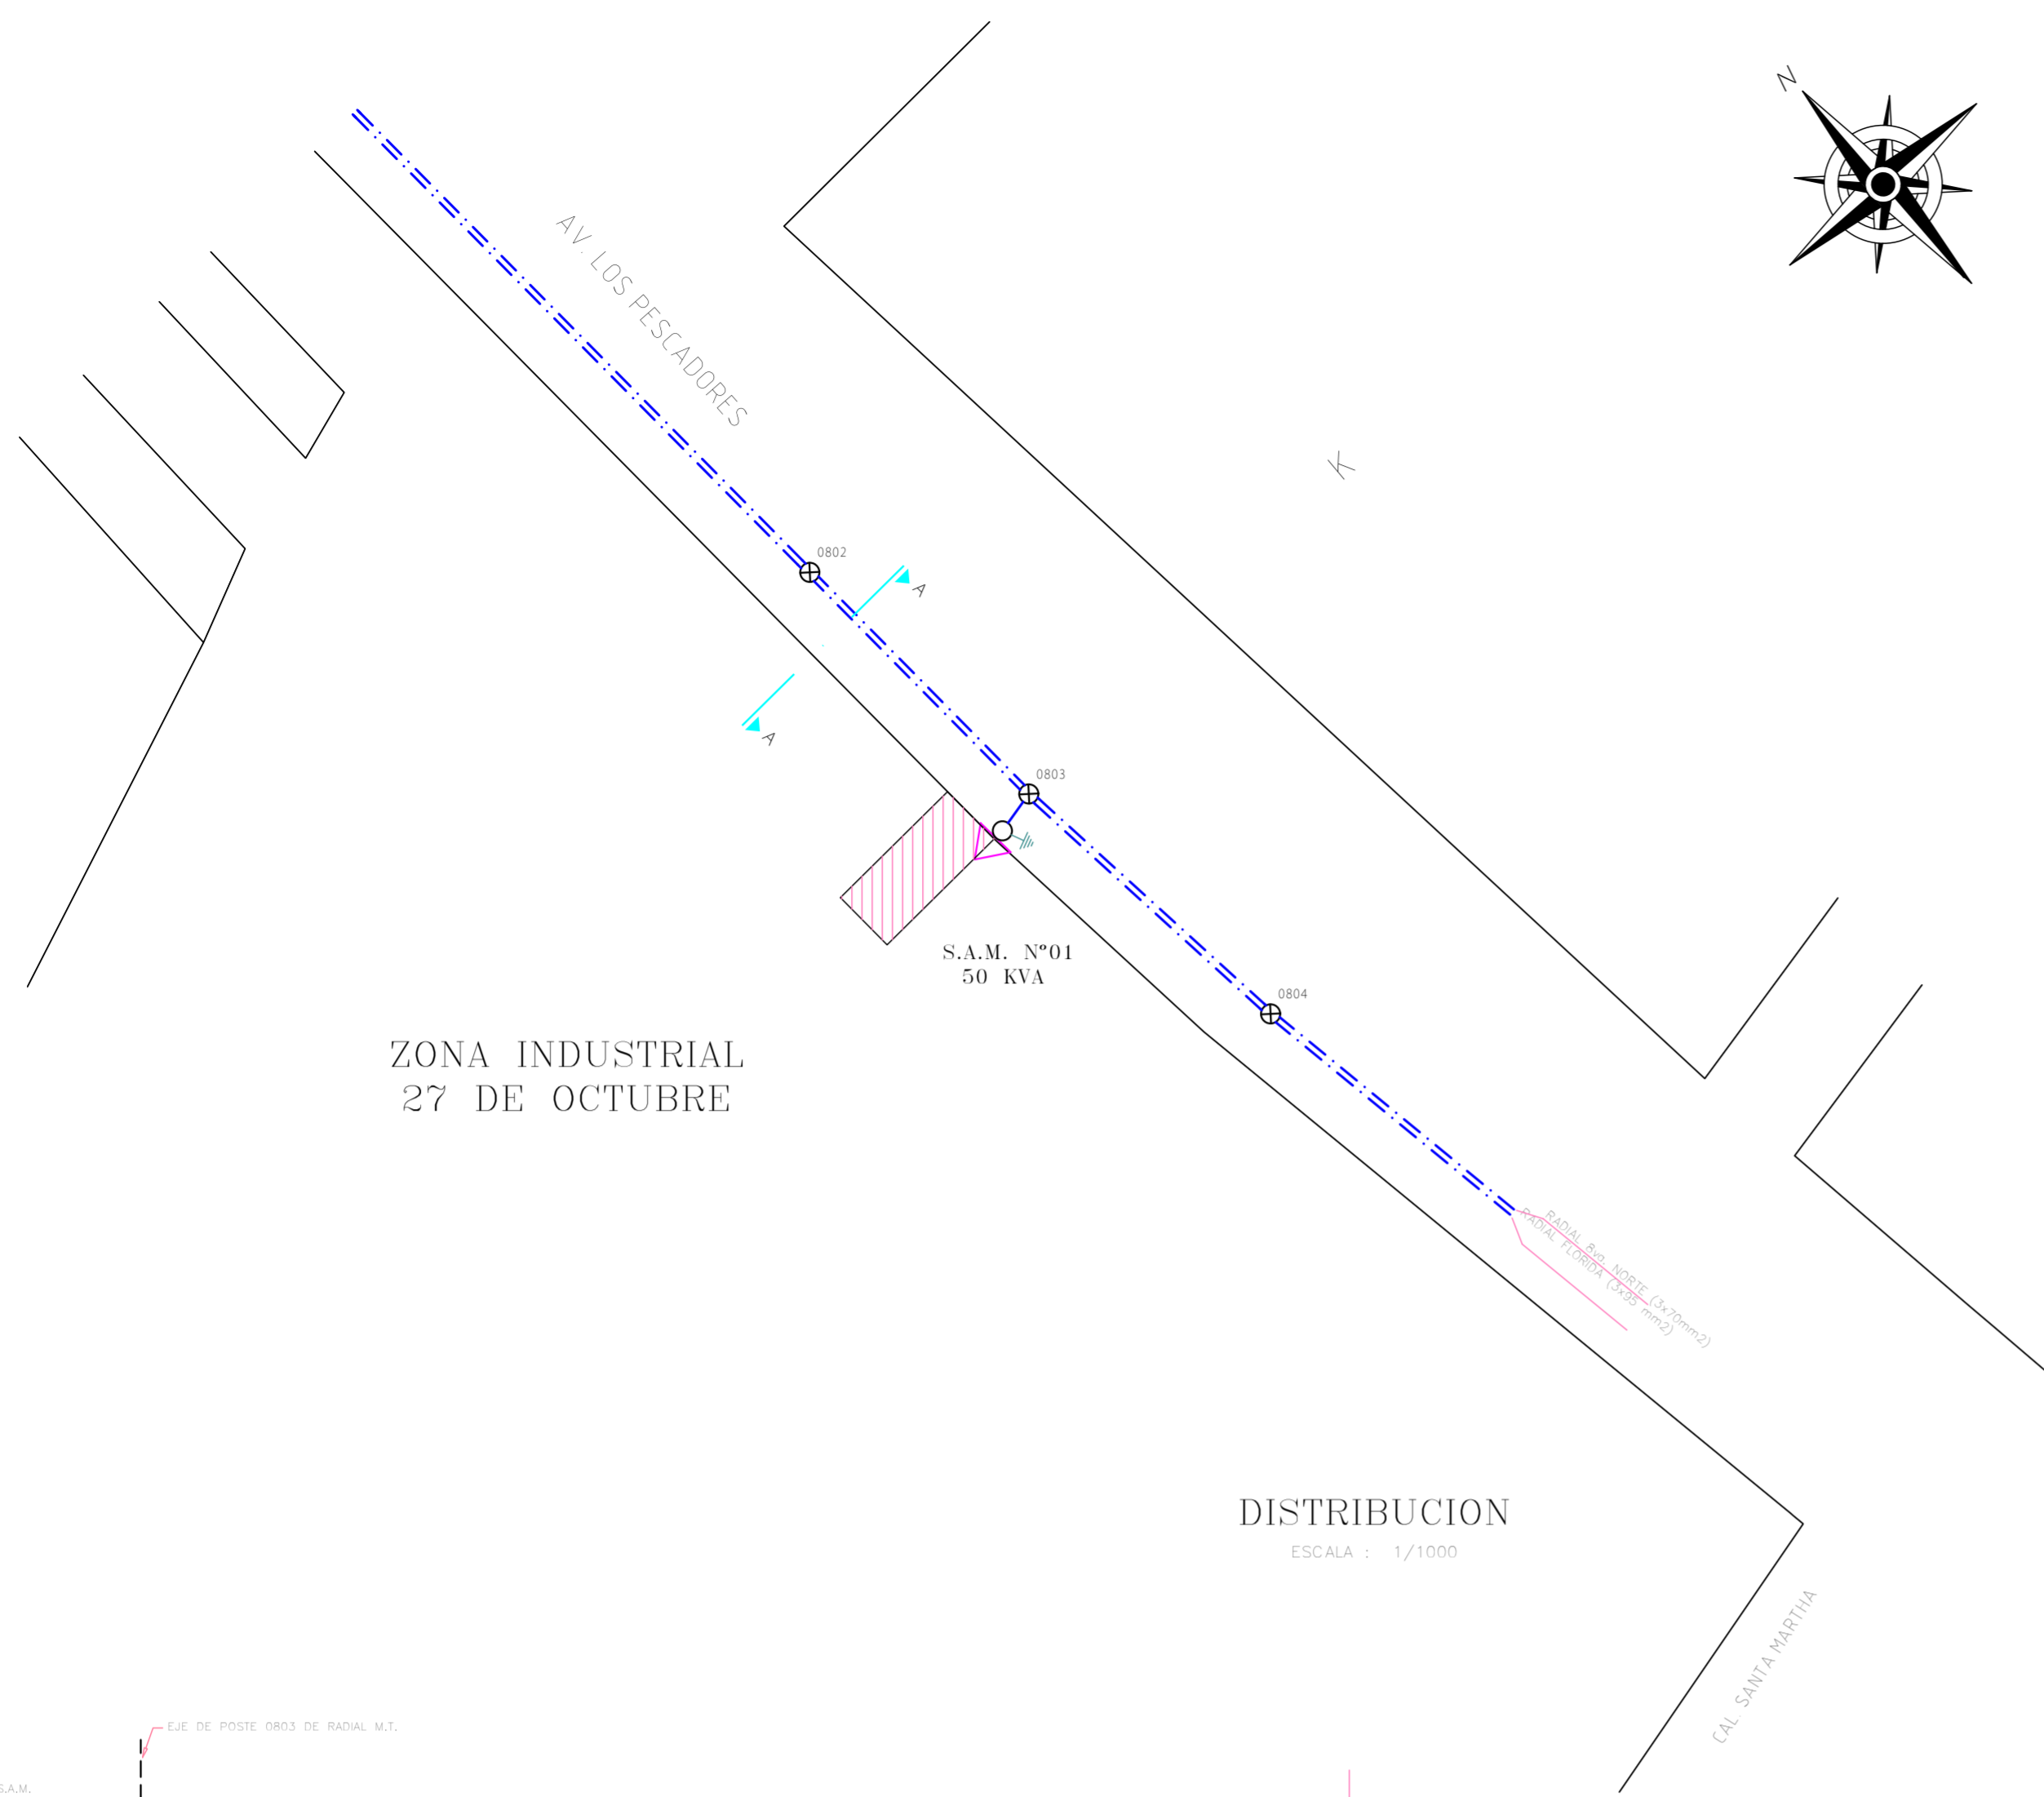 N
AV. LOS PESCADORES
K
0802
A
A
0803
S.A.M. N°01
50 KVA
0804
ZONA INDUSTRIAL
27 DE OCTUBRE
RADIAL 8va. NORTE (3x70mm2)
RADIAL FLORIDA (3x95 mm2)
DISTRIBUCION
ESCALA : 1/1000
CAL. SANTA MARTHA
EJE DE POSTE 0803 DE RADIAL M.T.
S.A.M.